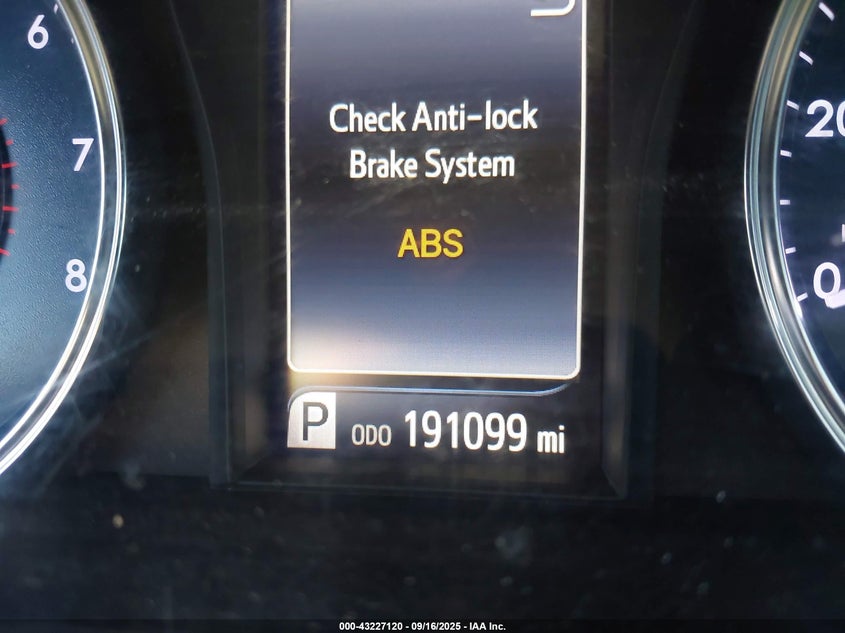 6
7
8
Check Anti-lock
Brake System
ABS
P ODO 191099 mi
20
0
000-43227120 - 09/16/2025 - IAA Inc.